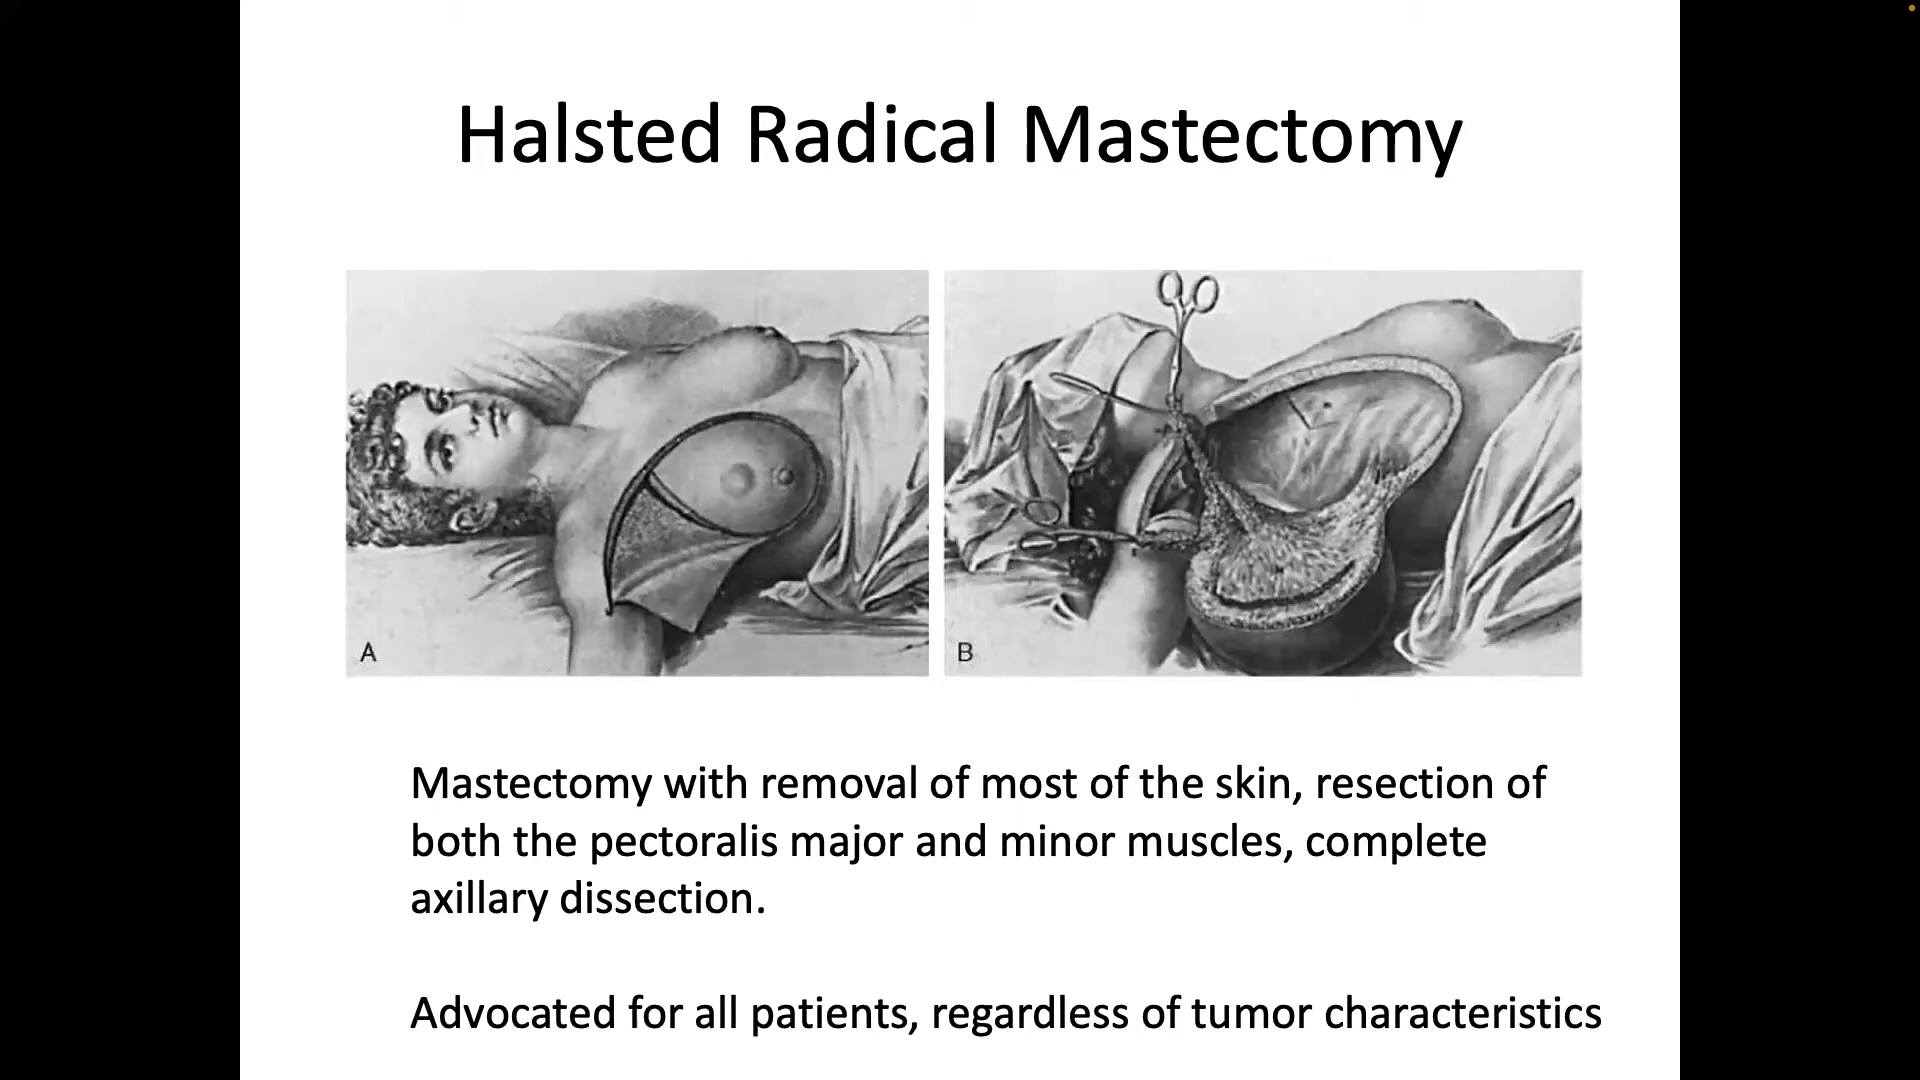 Halsted Radical Mastectomy
A
B
Mastectomy with removal of most of the skin, resection of
both the pectoralis major and minor muscles, complete
axillary dissection.
Advocated for all patients, regardless of tumor characteristics